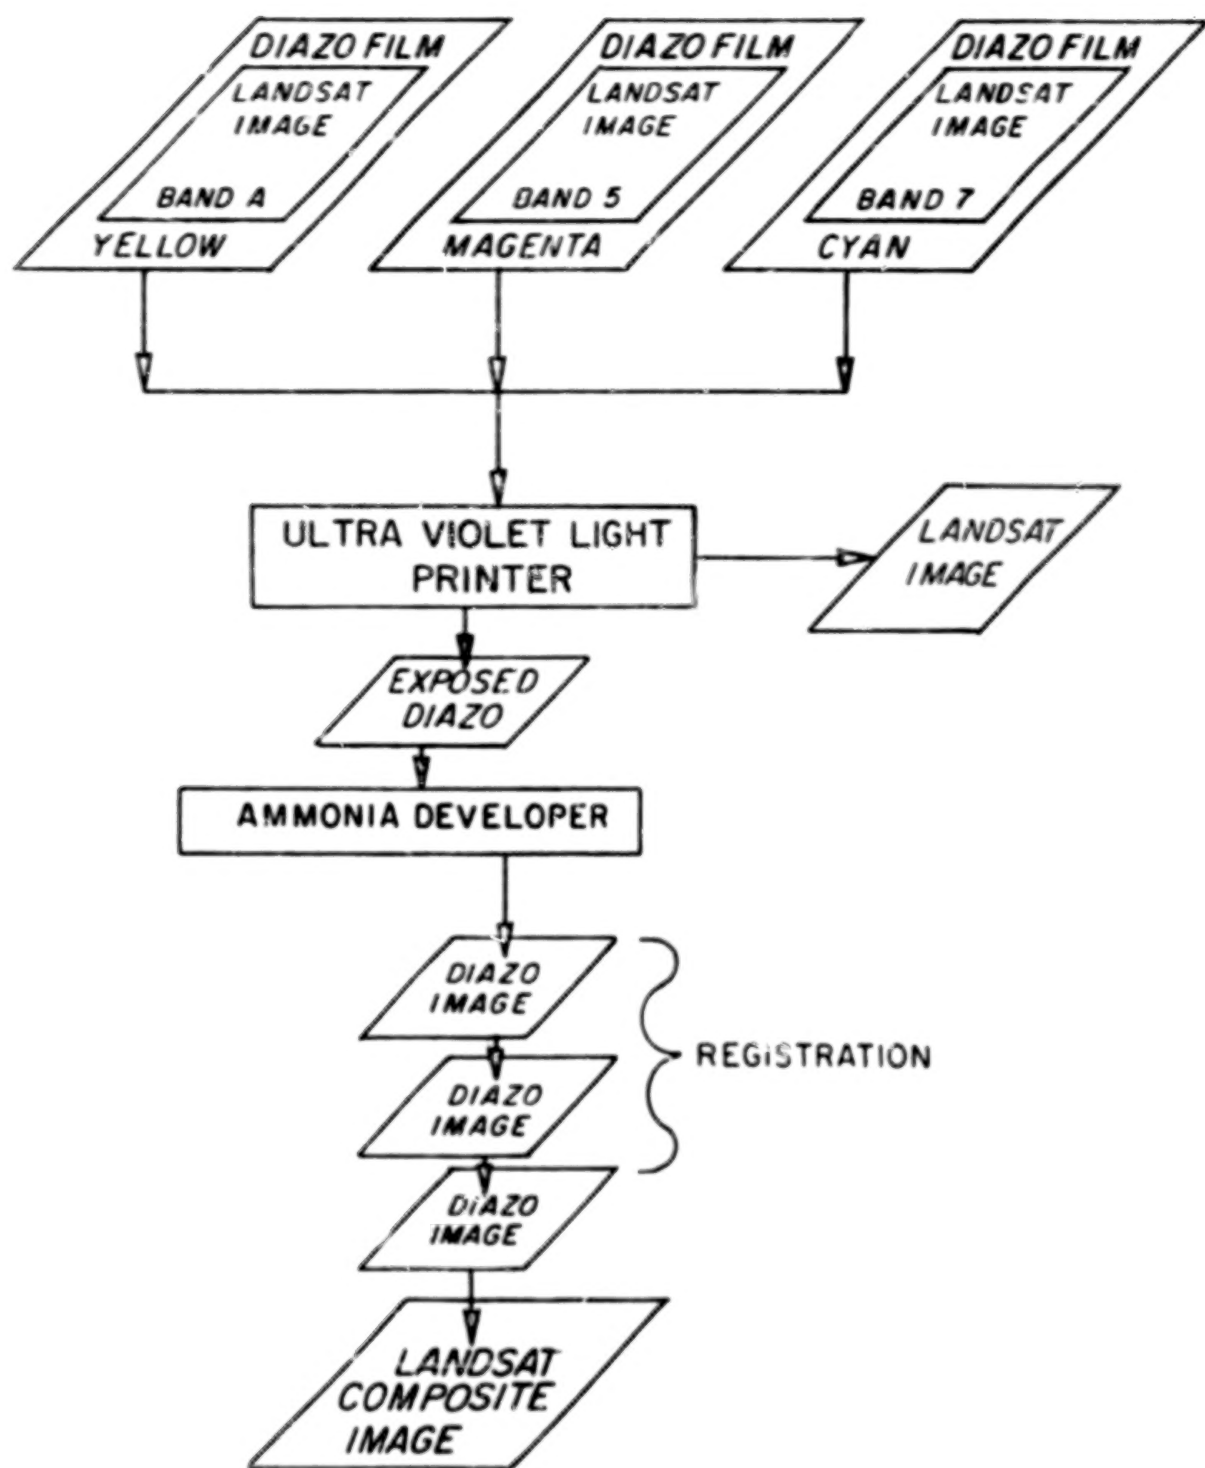 DIAZO FILM
LANDSAT
IMAGE
BAND A
YELLOW
DIAZO FILM
LANDSAT
IMAGE
BAND 5
MAGENTA
DIAZO FILM
LANDSAT
IMAGE
BAND 7
CYAN
ULTRA VIOLET LIGHT
PRINTER
LANDSAT
IMAGE
EXPOSED
DIAZO
AMMONIA DEVELOPER
DIAZO
IMAGE
DIAZO
IMAGE
REGISTRATION
DIAZO
IMAGE
LANDSAT
COMPOSITE
IMAGE